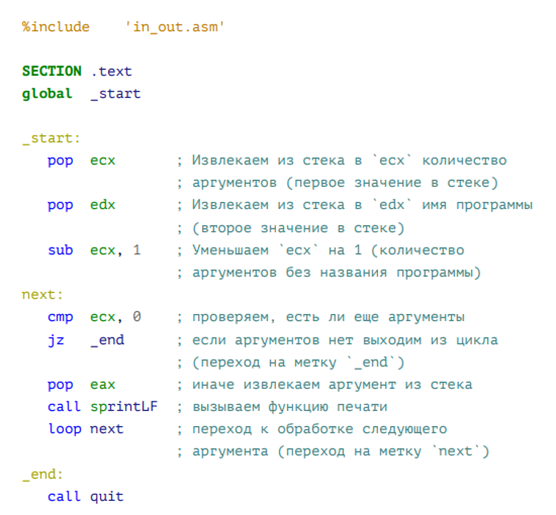 %include    'in_out.asm'
SECTION .text
global  _start
_start:
   pop  ecx       ; Извлекаем из стека в `ecx` количество
                  ; аргументов (первое значение в стеке)
   pop  edx       ; Извлекаем из стека в `edx` имя программы
                  ; (второе значение в стеке)
   sub  ecx, 1    ; Уменьшаем `ecx` на 1 (количество
                  ; аргументов без названия программы)
next:
   cmp  ecx, 0    ; проверяем, есть ли еще аргументы
   jz   _end      ; если аргументов нет выходим из цикла
                  ; (переход на метку `_end`)
   pop  eax       ; иначе извлекаем аргумент из стека
   call sprintLF  ; вызываем функцию печати
   loop next      ; переход к обработке следующего
                  ; аргумента (переход на метку `next`)
_end:
   call quit